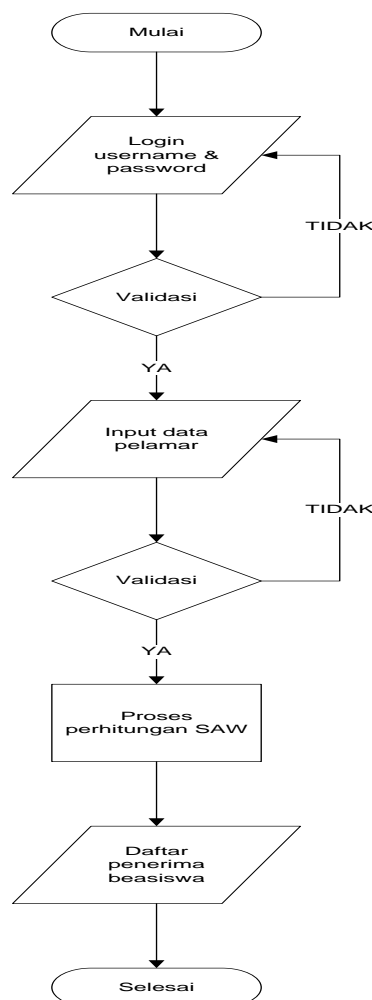 Mulai
Login
username &
password
TIDAK
Validasi
YA
Input data
pelamar
TIDAK
Validasi
YA
Proses
perhitungan SAW
Daftar
penerima
beasiswa
Selesai